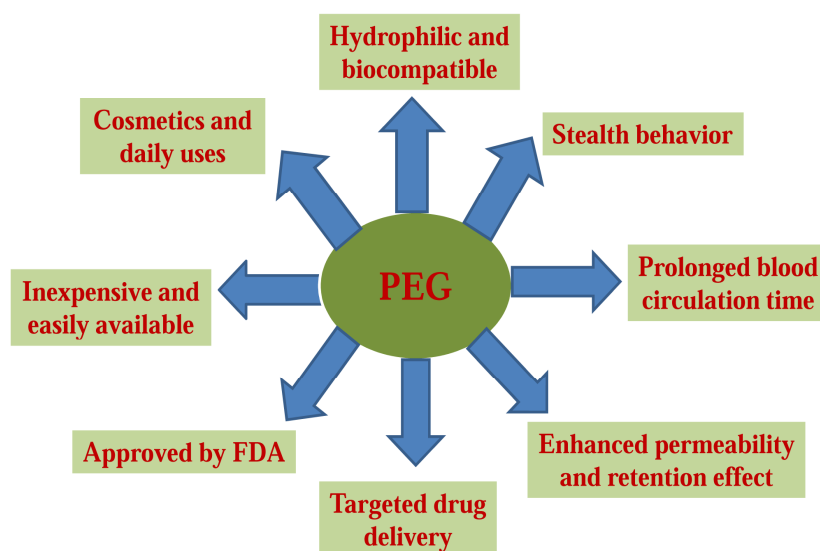 Hydrophilic and
biocompatible
Stealth behavior
Prolonged blood
circulation time
Enhanced permeability
and retention effect
Targeted drug
delivery
Approved by FDA
Inexpensive and
easily available
Cosmetics and
daily uses
PEG